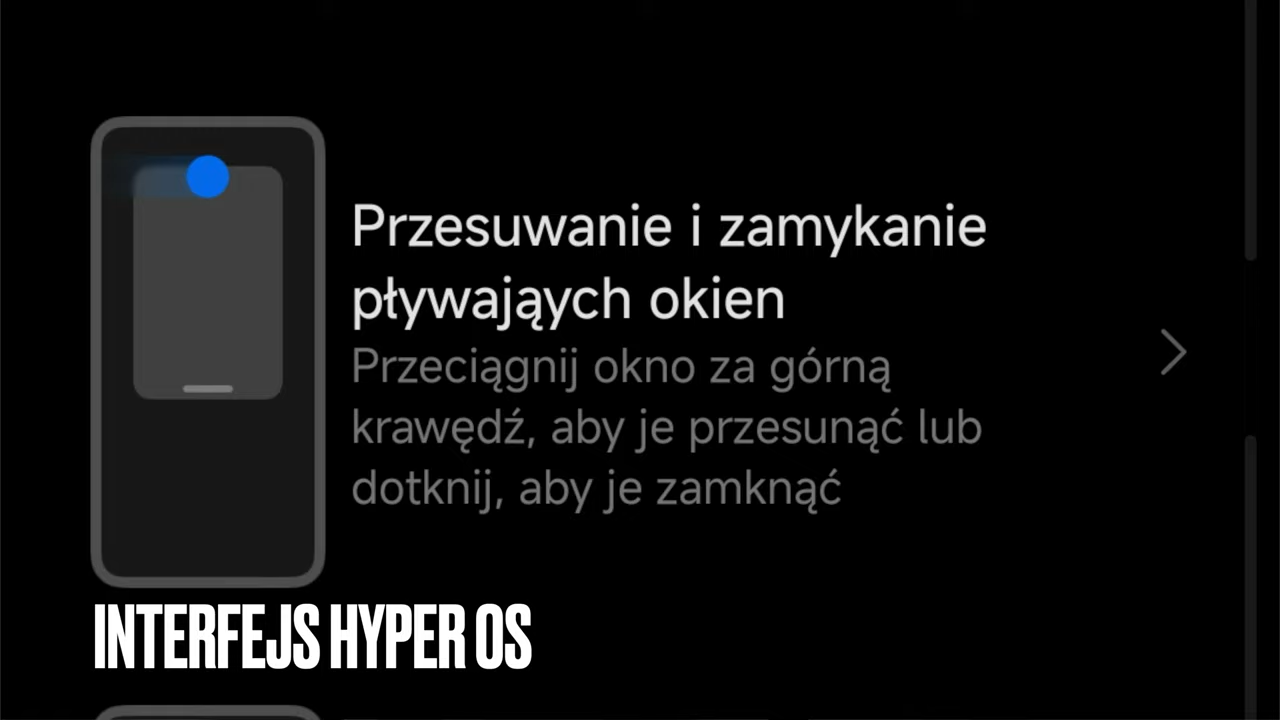 Przesuwanie i zamykanie
pływająych okien
Przeciągnij okno za górną
krawędź, aby je przesunąć lub
dotknij, aby je zamknąć
INTERFEJS HYPER OS